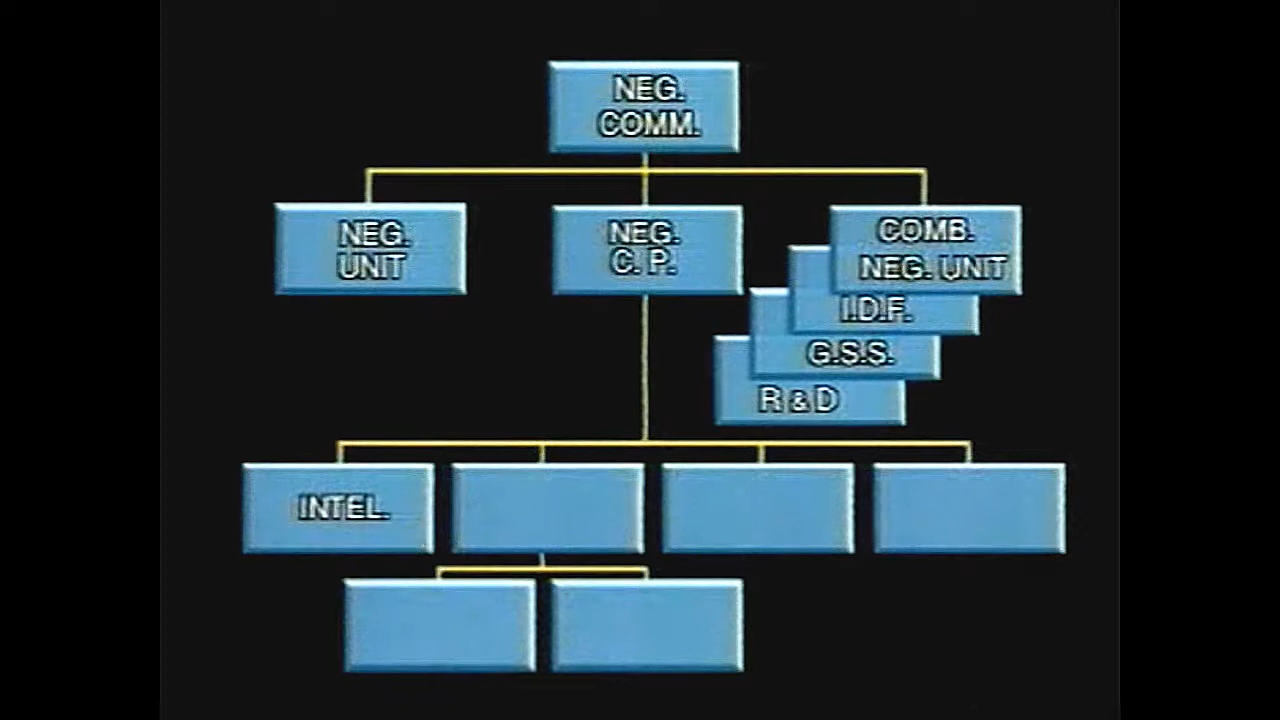 NEG.
COMM.
NEG.
UNIT
NEG.
C. P.
COMB.
NEG. UNIT
I.D.F.
G.S.S.
R & D
INTEL.